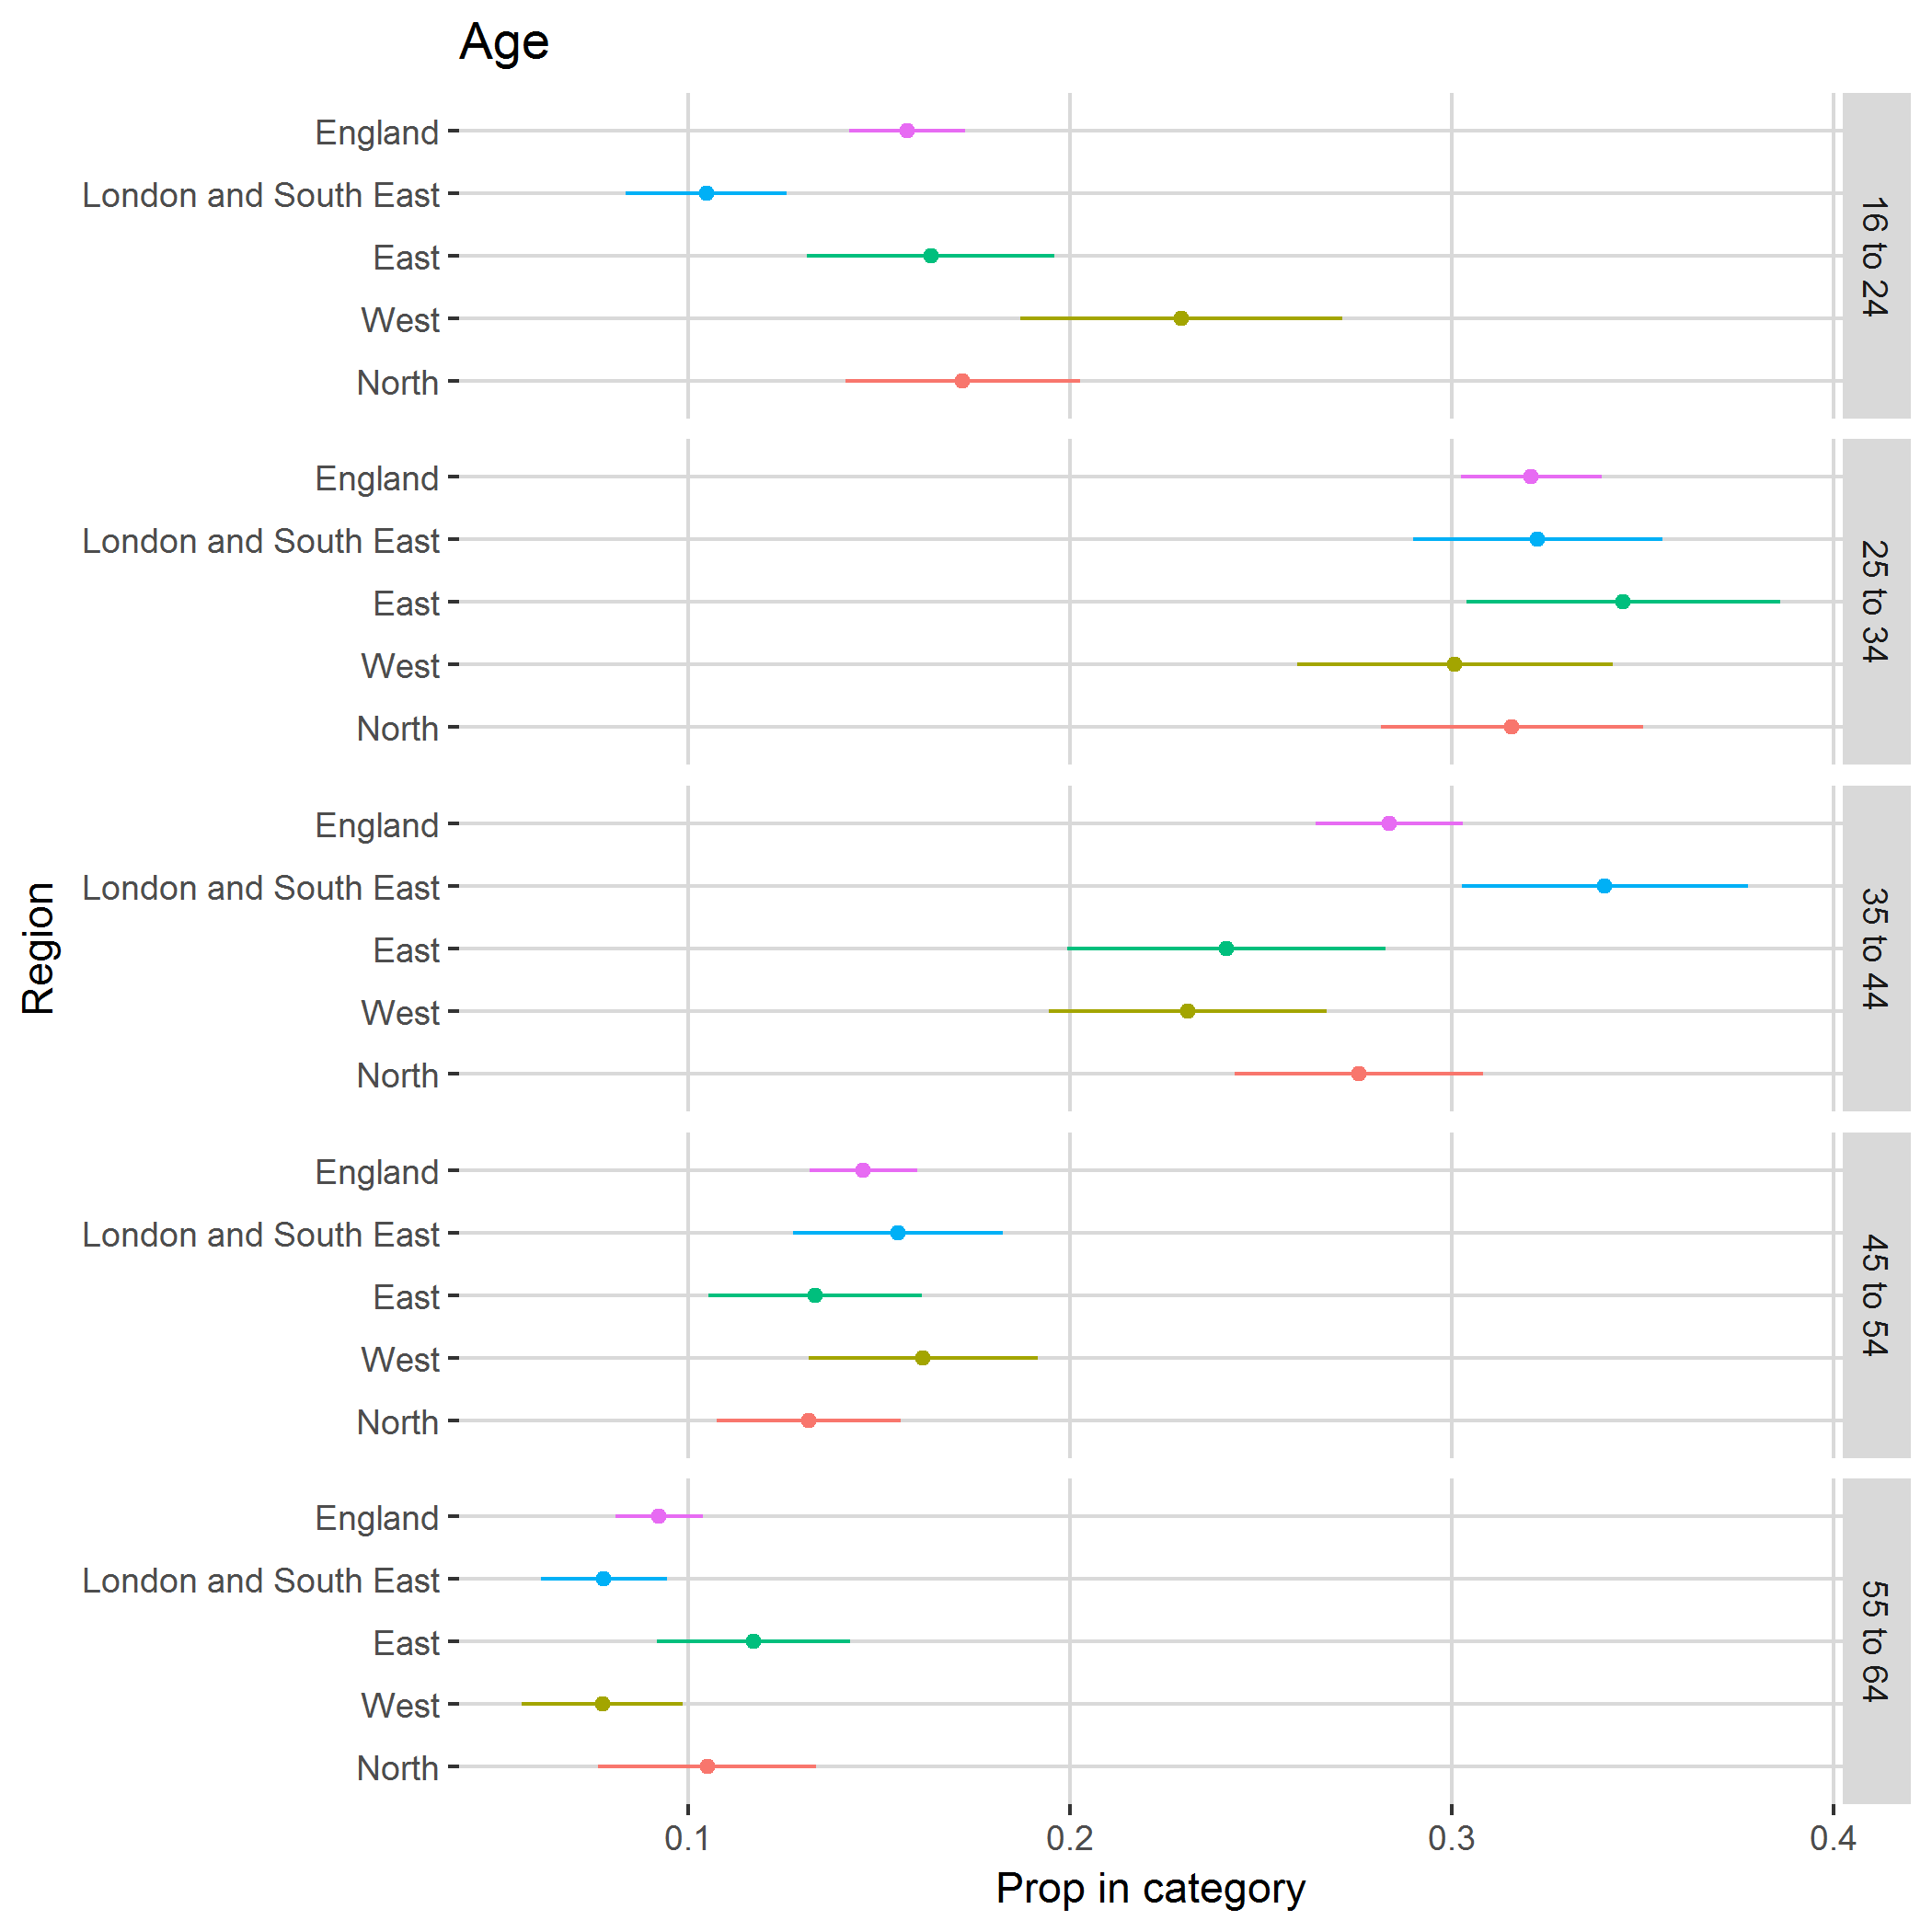 Age
England
London and South East
East
West
North
16 to 24
England
London and South East
East
West
North
25 to 34
England
London and South East
East
West
North
35 to 44
England
London and South East
East
West
North
45 to 54
England
London and South East
East
West
North
55 to 64
Region
0.1 0.2 0.3 0.4
Prop in category